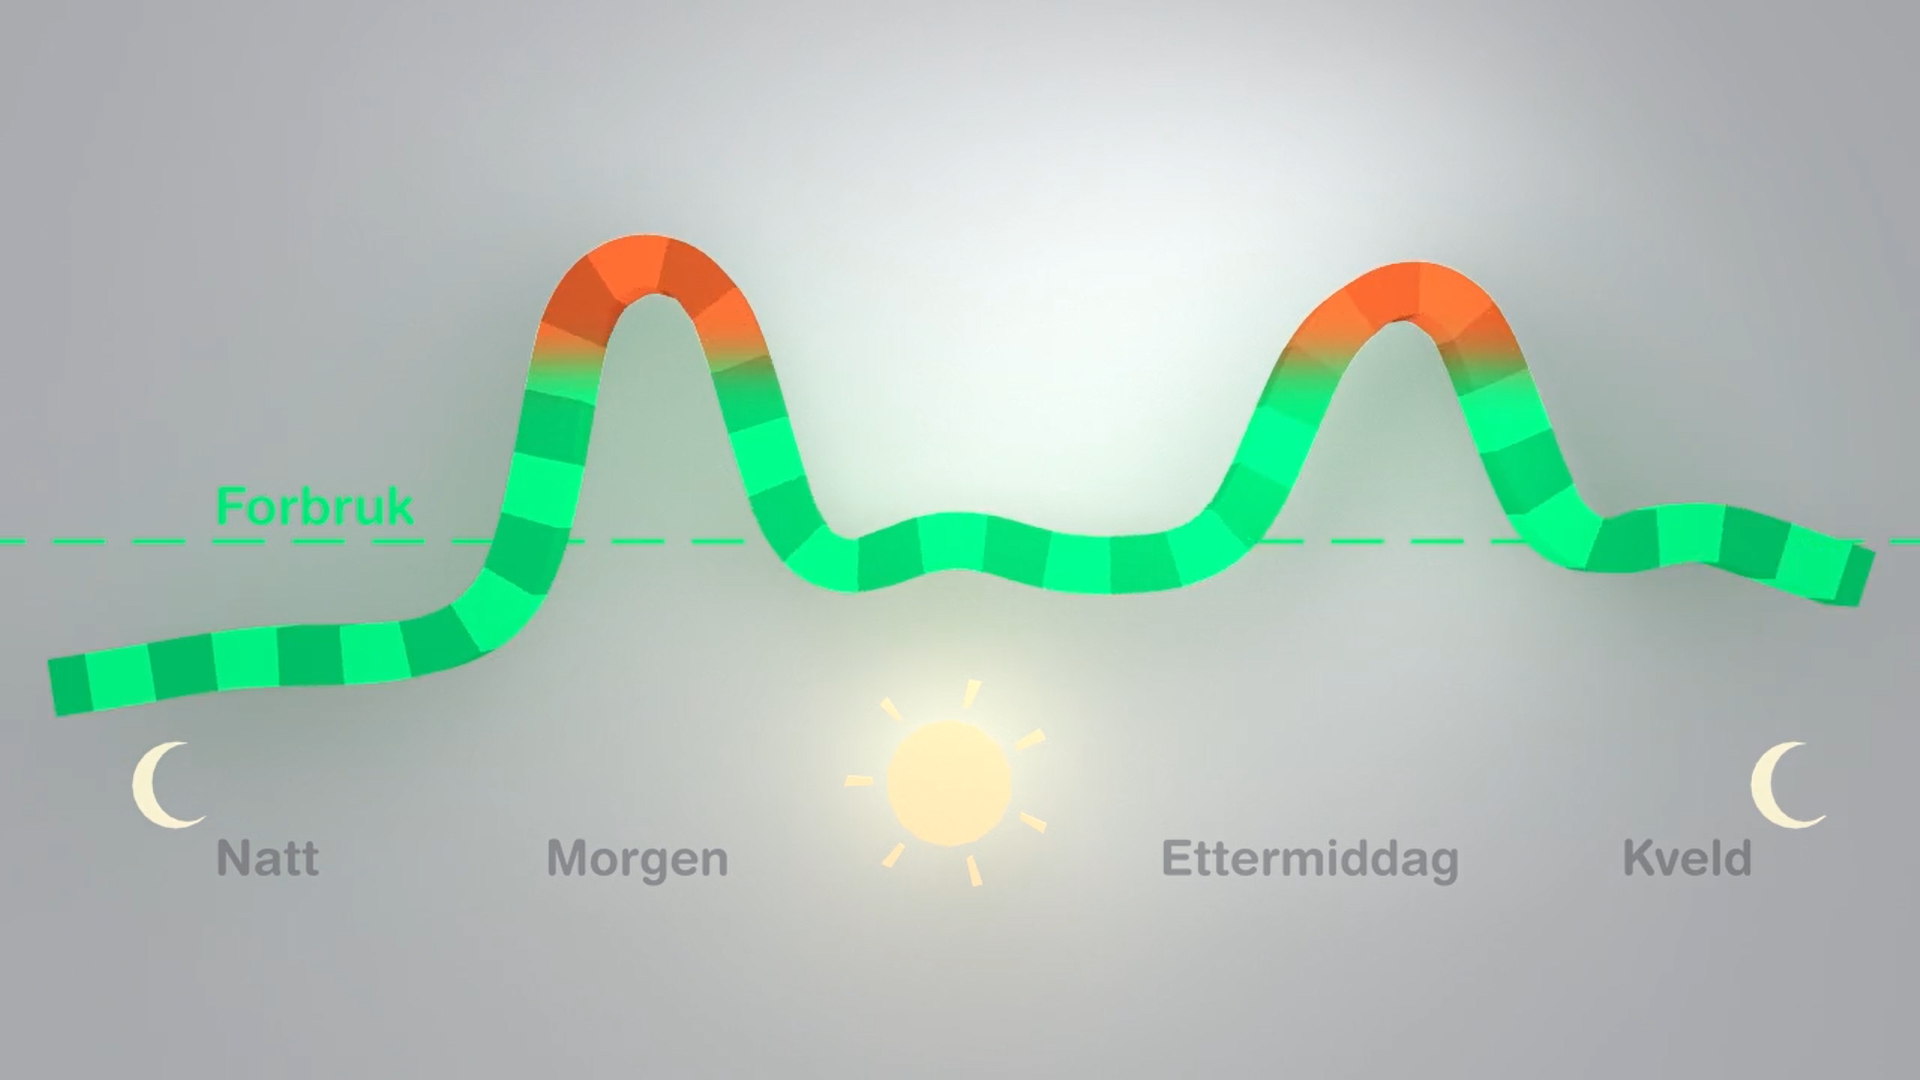 Forbruk
Natt
Morgen
Ettermiddag
Kveld